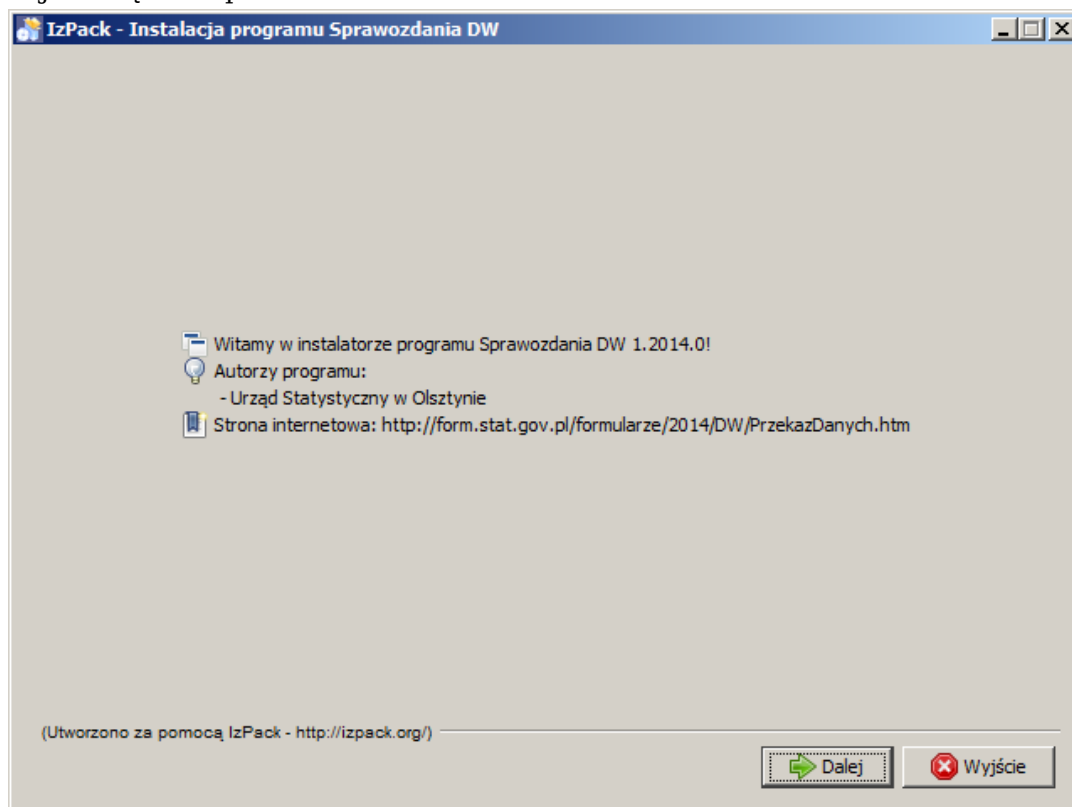 IzPack - Instalacja programu Sprawozdania DW
Witamy w instalatorze programu Sprawozdania DW 1.2014.0!
Autorzy programu:
- Urząd Statystyczny w Olsztynie
Strona internetowa: http://form.stat.gov.pl/formularze/2014/DW/PrzekazDanych.htm
(Utworzono za pomocą IzPack - http://izpack.org/)
Dalej
Wyjście